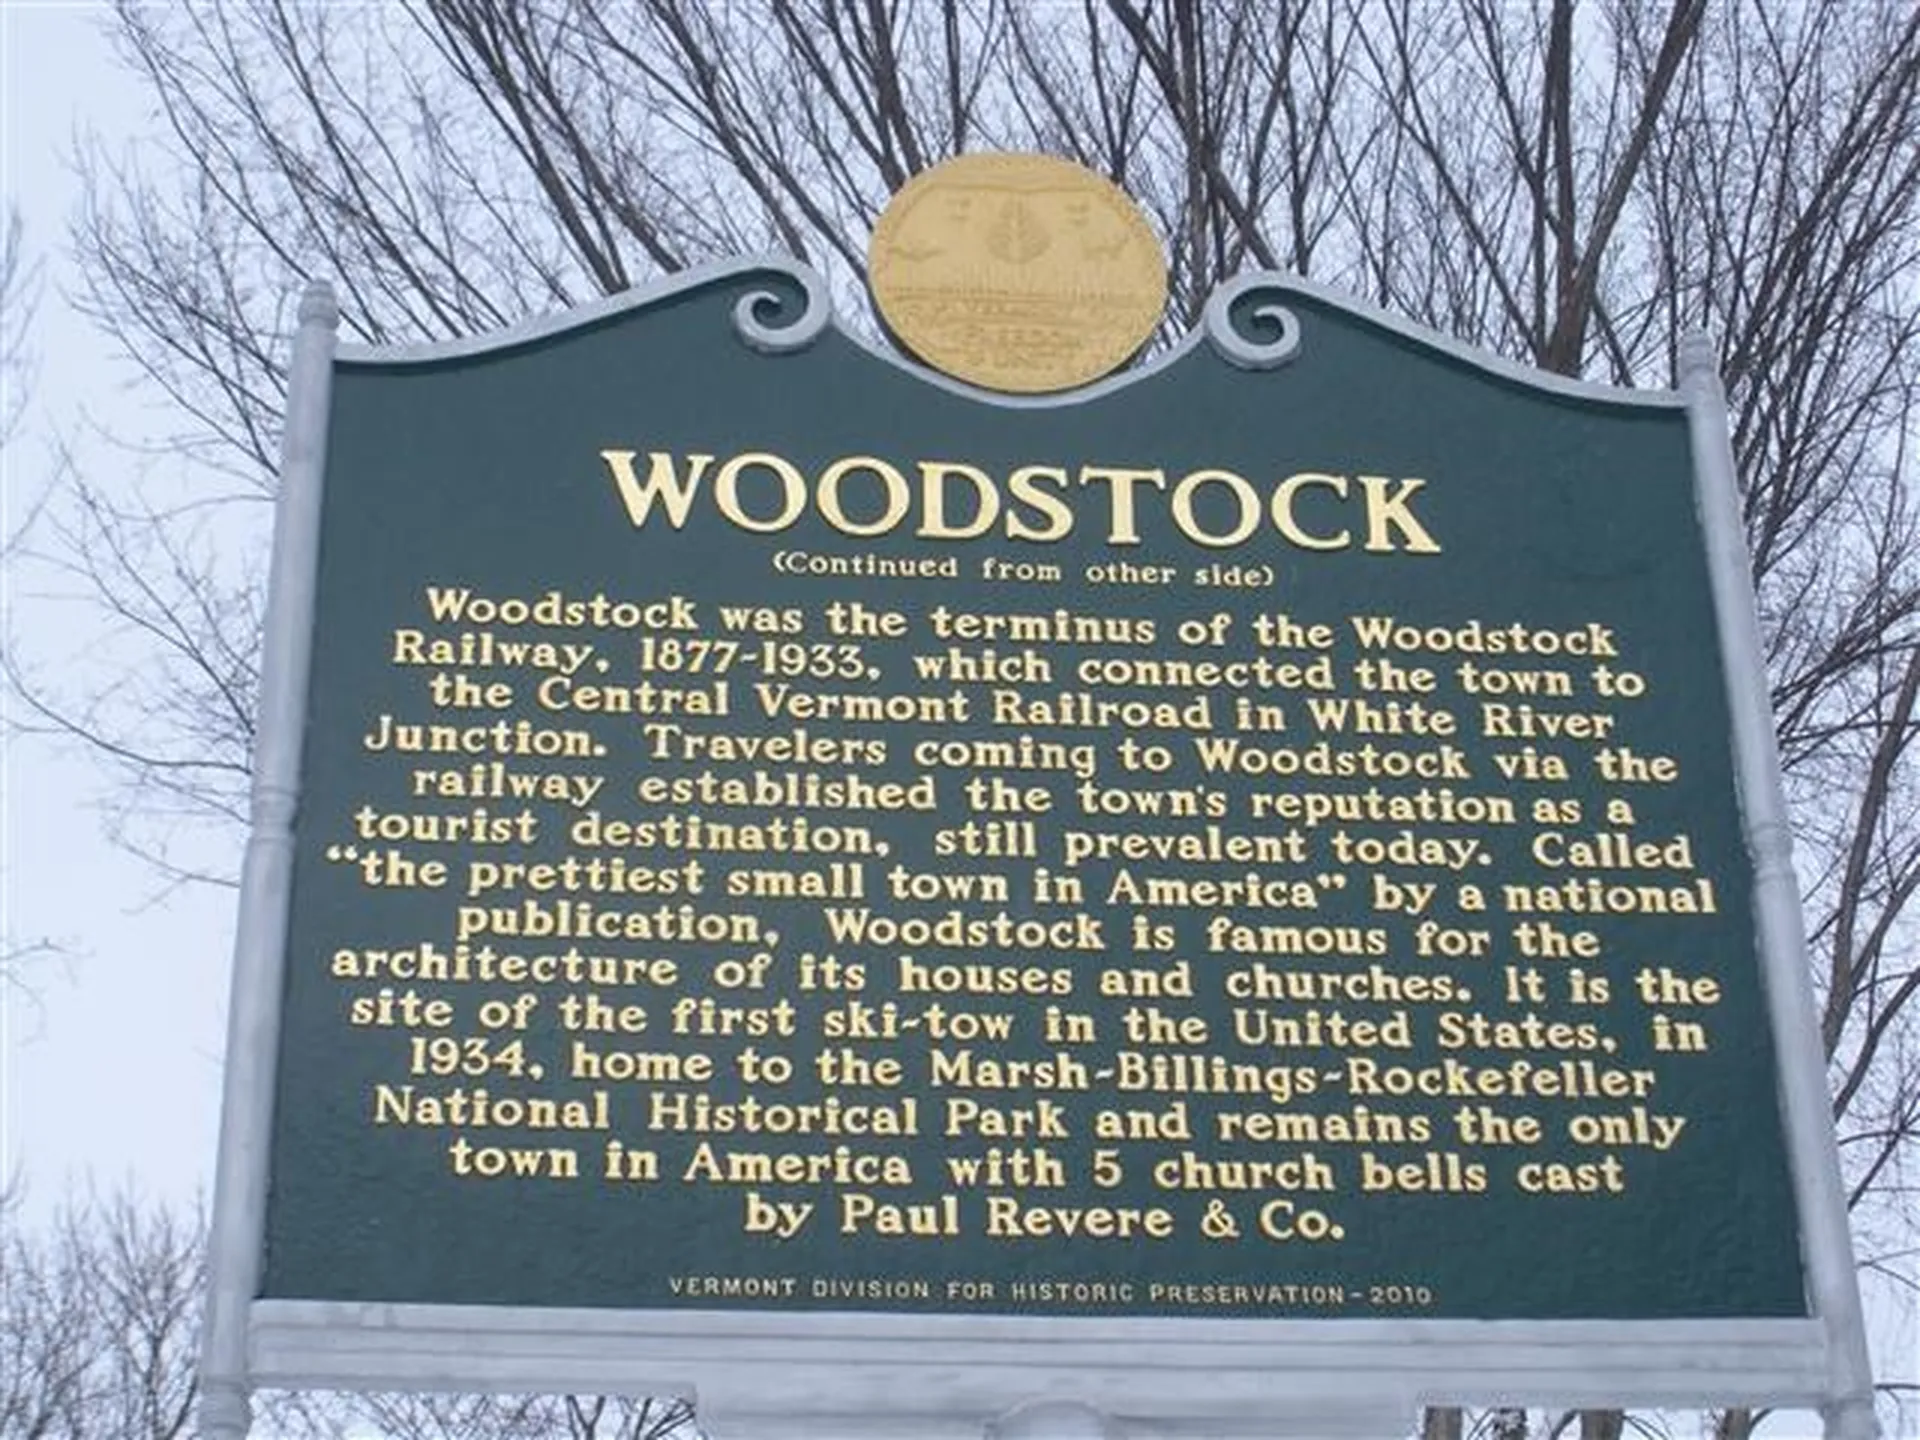 WOODSTOCK
(Continued from other side)
Woodstock was the terminus of the Woodstock
Railway, 1877-1933, which connected the town to
the Central Vermont Railroad in White River
Junction. Travelers coming to Woodstock via the
railway established the town's reputation as a
tourist destination, still prevalent today. Called
“the prettiest small town in America” by a national
publication, Woodstock is famous for the
architecture of its houses and churches. It is the
site of the first ski-tow in the United States, in
1934, home to the Marsh-Billings-Rockefeller
National Historical Park and remains the only
town in America with 5 church bells cast
by Paul Revere & Co.
VERMONT DIVISION FOR HISTORIC PRESERVATION-2010